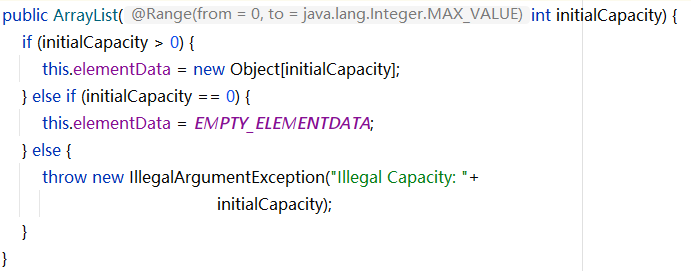 public ArrayList( @Range(from = 0, to = java.lang.Integer.MAX_VALUE) int initialCapacity) {
if (initialCapacity > 0) {
this.elementData = new Object[initialCapacity];
} else if (initialCapacity == 0) {
this.elementData = EMPTY_ELEMENTDATA;
} else {
throw new IllegalArgumentException("Illegal Capacity: "+
initialCapacity);
}
}